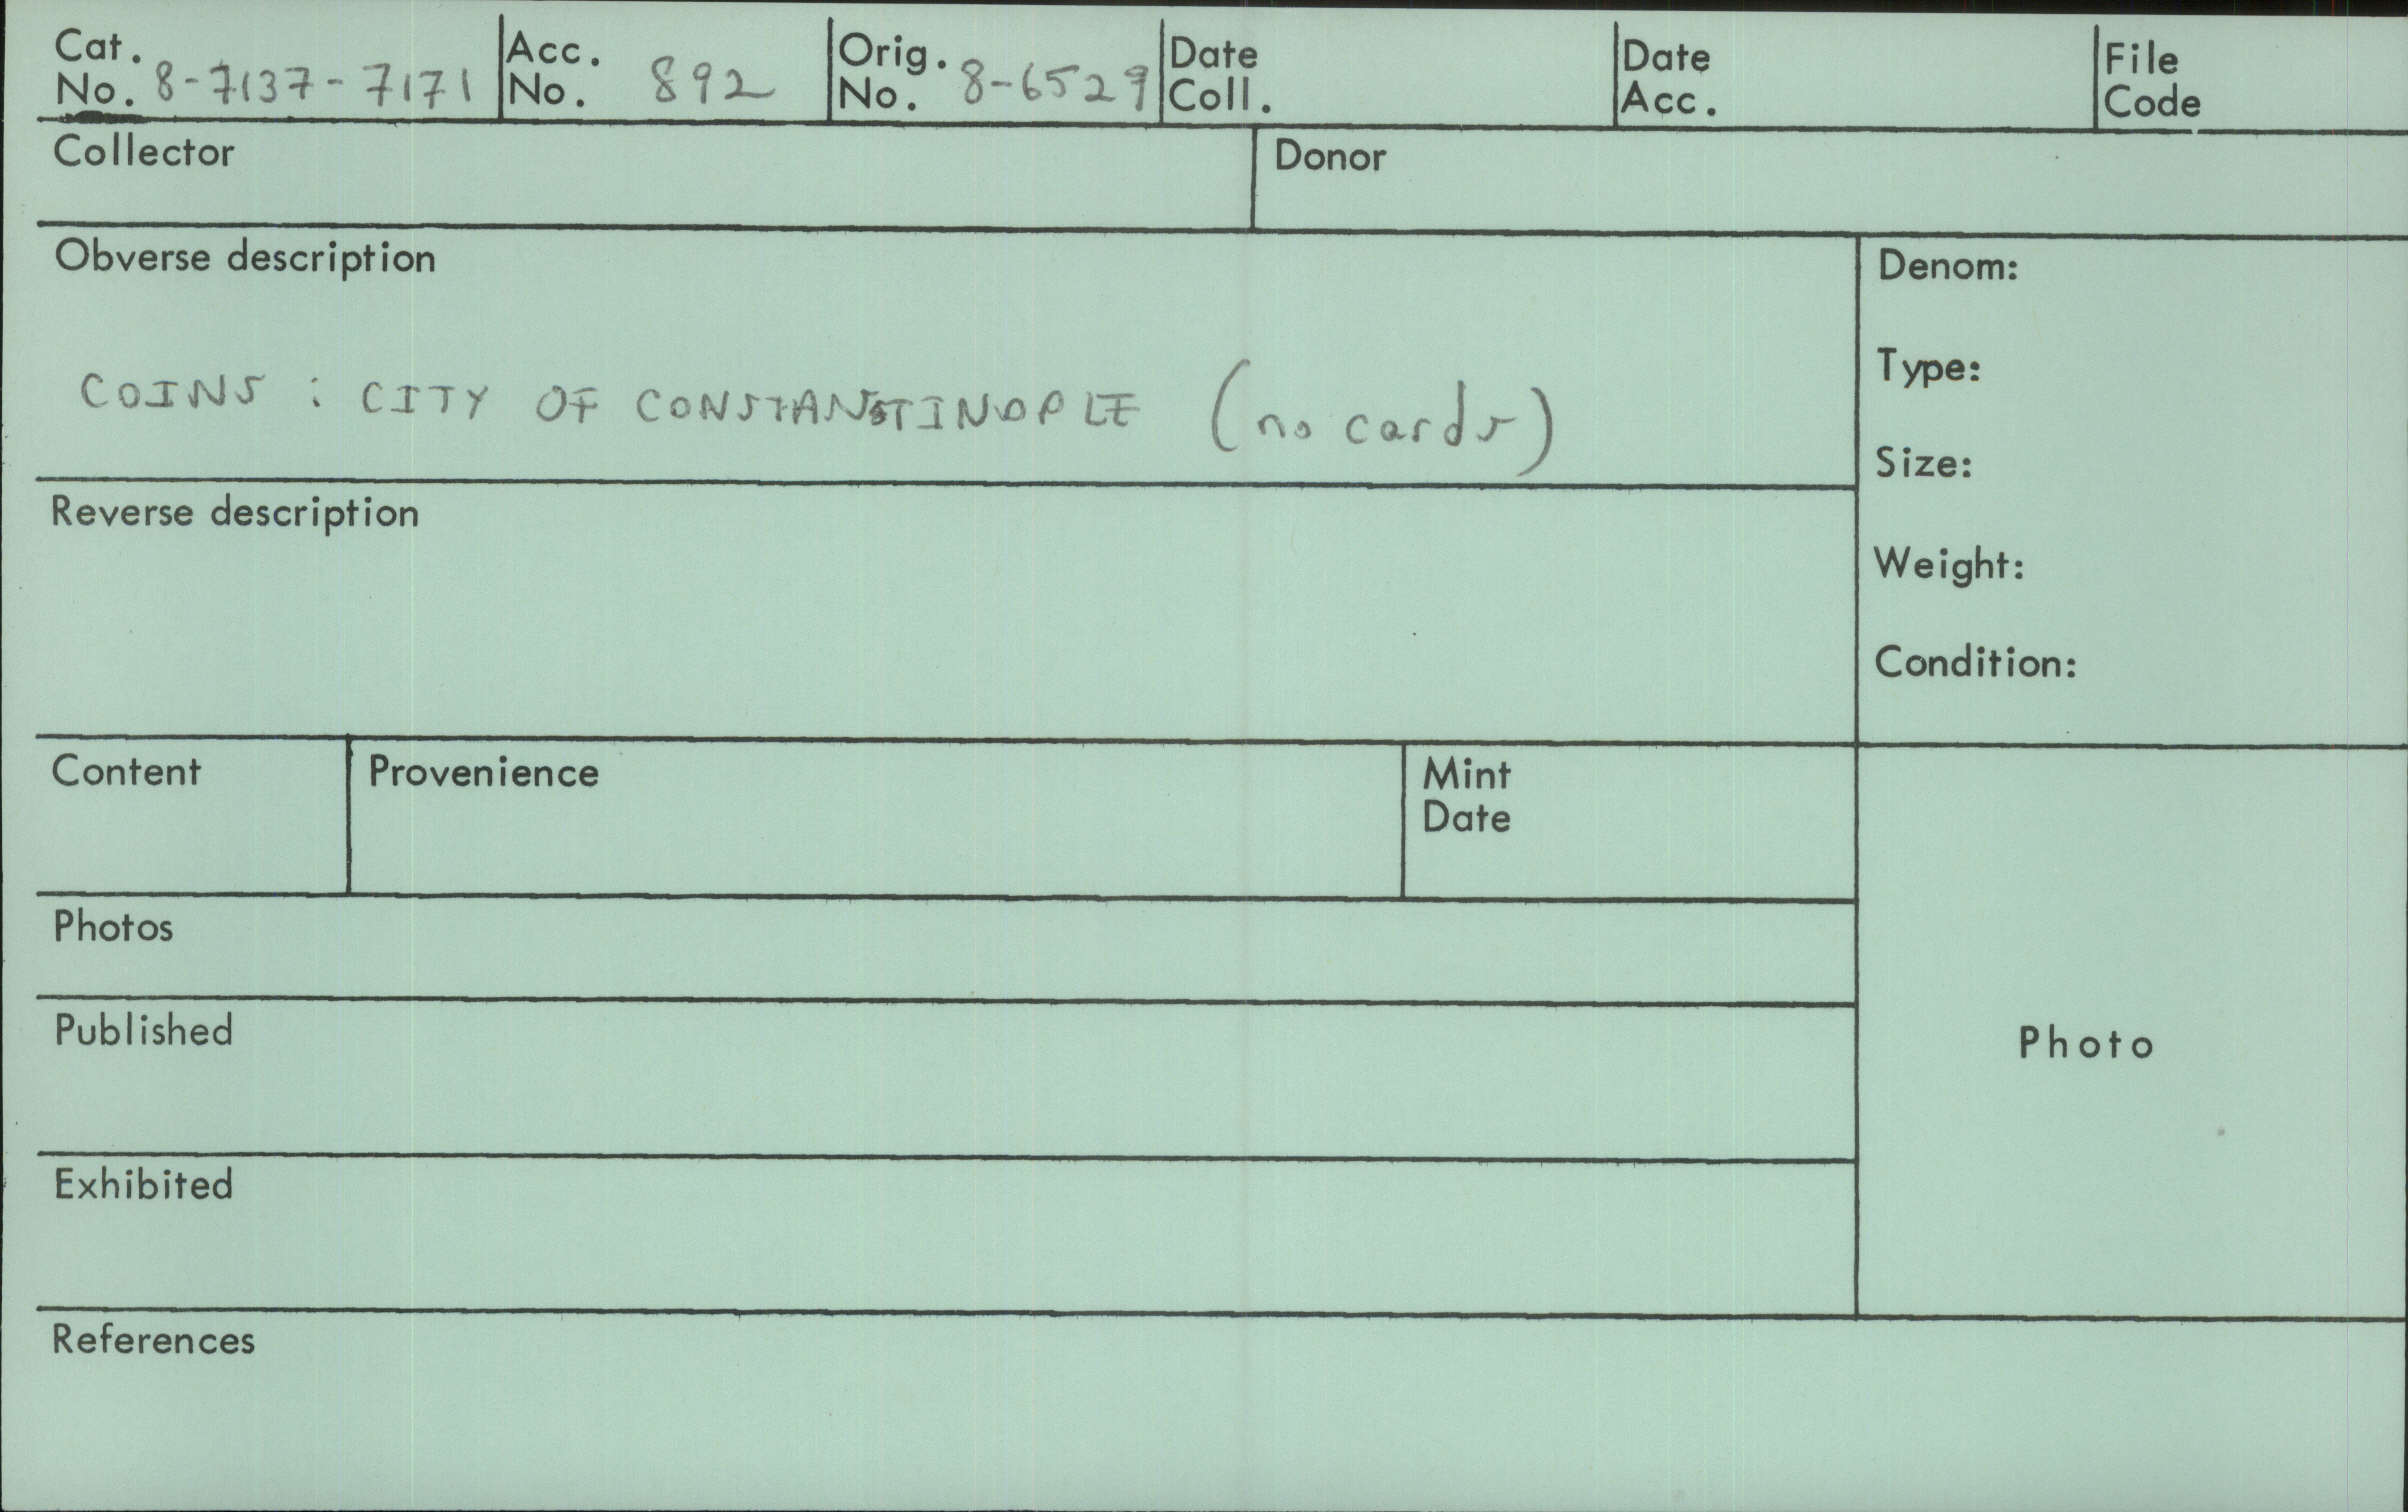 Cat. No. 8-7137-7171 Acc. No. 892 Orig. No. 8-6529 Date Coll. Date Acc. File Code
Collector Donor
Obverse description Denom:
Type:
COINS : CITY OF CONSTANTINOPLE (no cards)
Size:
Reverse description
Weight:
Condition:
Content Provenience Mint Date
Photos
Published
Photo
Exhibited
References